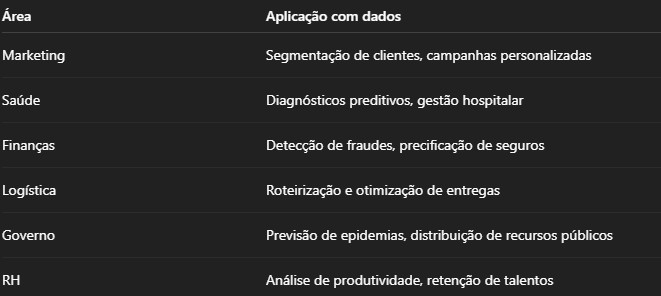 Área Aplicação com dados
Marketing Segmentação de clientes, campanhas personalizadas
Saúde Diagnósticos preditivos, gestão hospitalar
Finanças Detecção de fraudes, precificação de seguros
Logística Roteirização e otimização de entregas
Governo Previsão de epidemias, distribuição de recursos públicos
RH Análise de produtividade, retenção de talentos